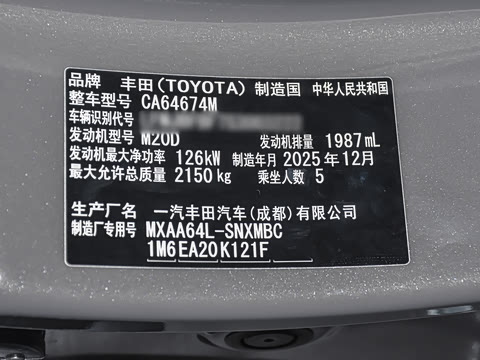 品牌 丰田(TOYOTA) 制造国 中华人民共和国
整车型号 CA64674M
车辆识别代号
发动机型号 M20D 发动机排量 1987mL
发动机最大净功率 126kW 制造年月 2025年12月
最大允许总质量 2150kg 乘坐人数 5
制造厂名 一汽丰田汽车(成都)有限公司
制造厂专用号 MXAA64L-SNXMBC
1M6EA20K121F